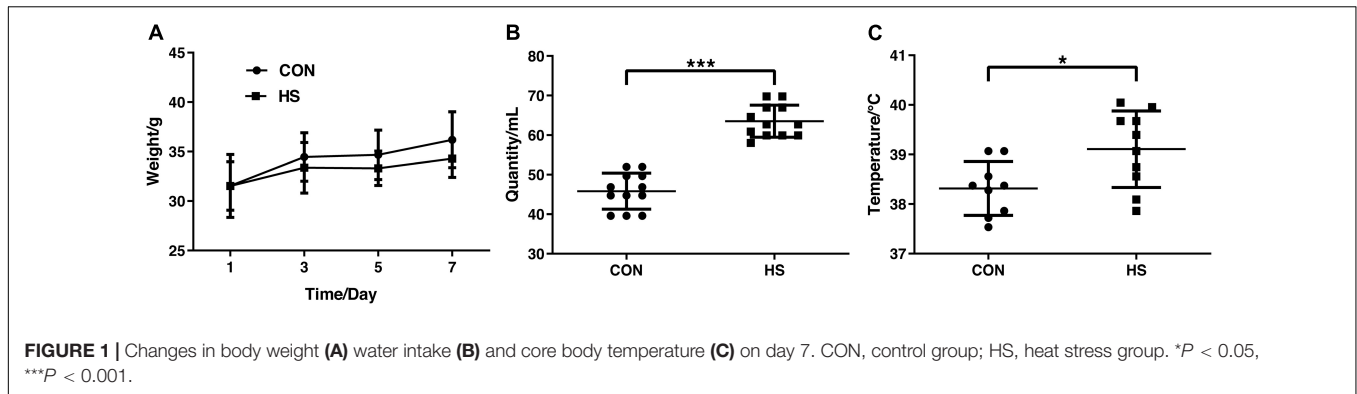 A
45
40
35
30
25
Weight/g
CON
HS
1 3 5 7
Time/Day
B
80
70
60
50
40
30
Quantity/mL
***
CON HS
C
41
40
39
38
37
Temperature/°C
*
CON HS
FIGURE 1 | Changes in body weight (A) water intake (B) and core body temperature (C) on day 7. CON, control group; HS, heat stress group. *P < 0.05,
***P < 0.001.